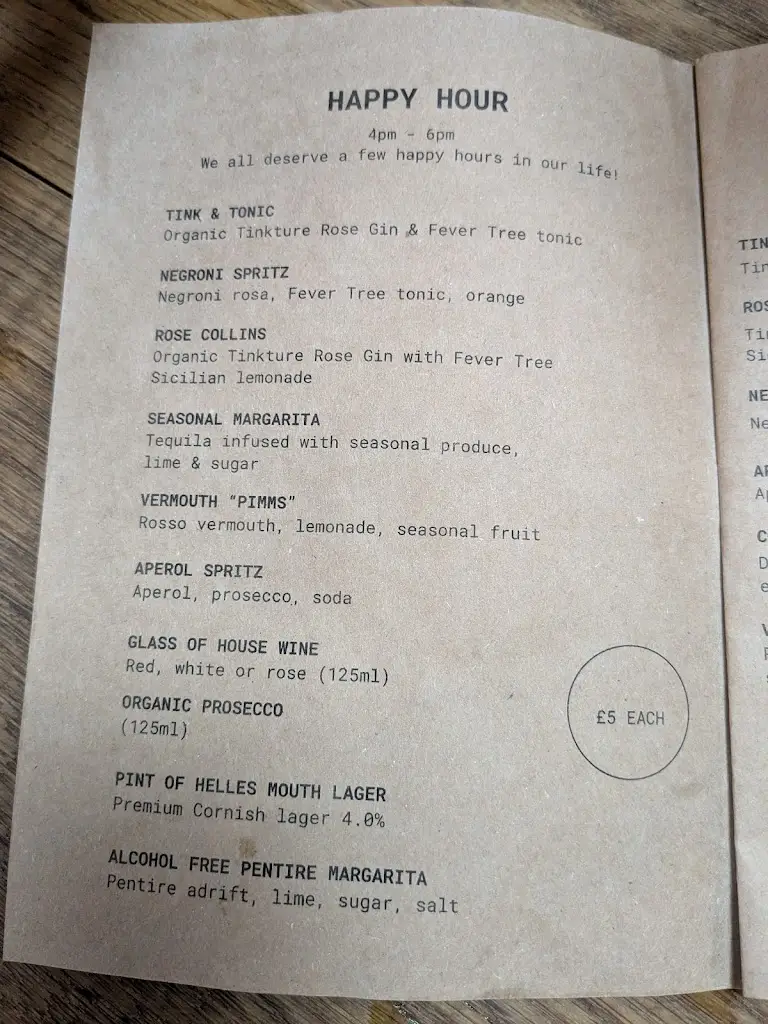 HAPPY HOUR
4pm - 6pm
We all deserve a few happy hours in our life!
TINK & TONIC
Organic Tinkture Rose Gin & Fever Tree tonic
NEGRONI SPRITZ
Negroni rosa, Fever Tree tonic, orange
ROSE COLLINS
Organic Tinkture Rose Gin with Fever Tree
Sicilian lemonade
SEASONAL MARGARITA
Tequila infused with seasonal produce,
lime & sugar
VERMOUTH “PIMMS”
Rosso vermouth, lemonade, seasonal fruit
APEROL SPRITZ
Aperol, prosecco, soda
GLASS OF HOUSE WINE
Red, white or rose (125ml)
ORGANIC PROSECCO
(125ml)
£5 EACH
PINT OF HELLES MOUTH LAGER
Premium Cornish lager 4.0%
ALCOHOL FREE PENTIRE MARGARITA
Pentire adrift, lime, sugar, salt